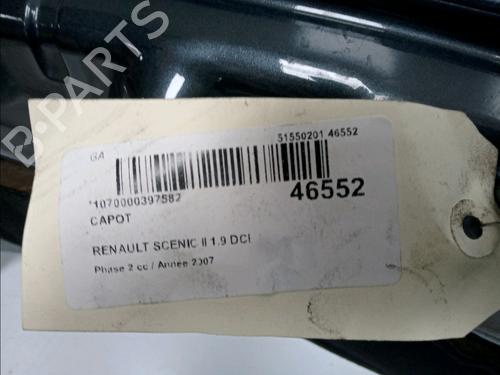 GA
51550201 46552
*1070000397582
46552
CAPOT
RENAULT SCENIC II 1.9 DCI
Phase 2 cc / Année 2007
B-PARTS